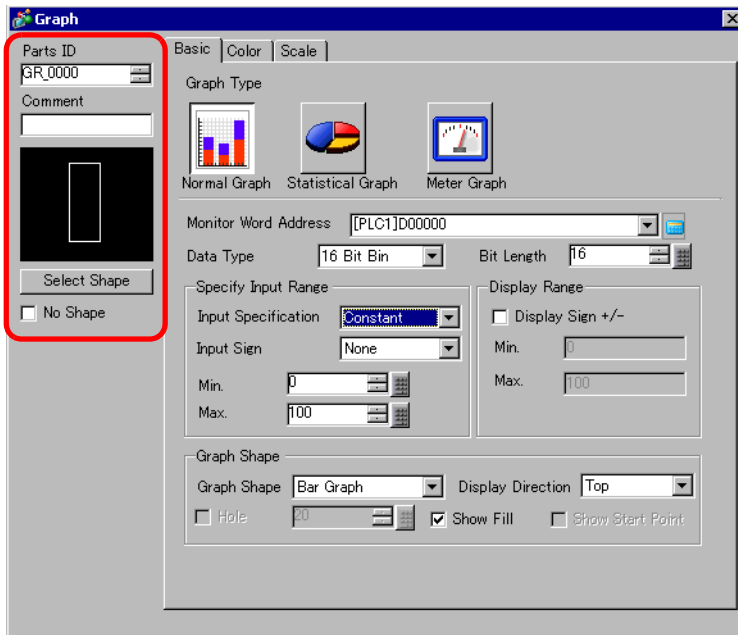 Graph
Parts ID
GR_0000
Comment
Select Shape
No Shape
Basic Color Scale
Graph Type
Normal Graph Statistical Graph Meter Graph
Monitor Word Address [PLC1]D00000
Data Type 16 Bit Bin Bit Length 16
Specify Input Range Display Range
Input Specification Constant Display Sign +/-
Input Sign None Min. 0
Min. 0 Max. 100
Max. 100
Graph Shape
Graph Shape Bar Graph Display Direction Top
Hole 20 Show Fill Show Start Point